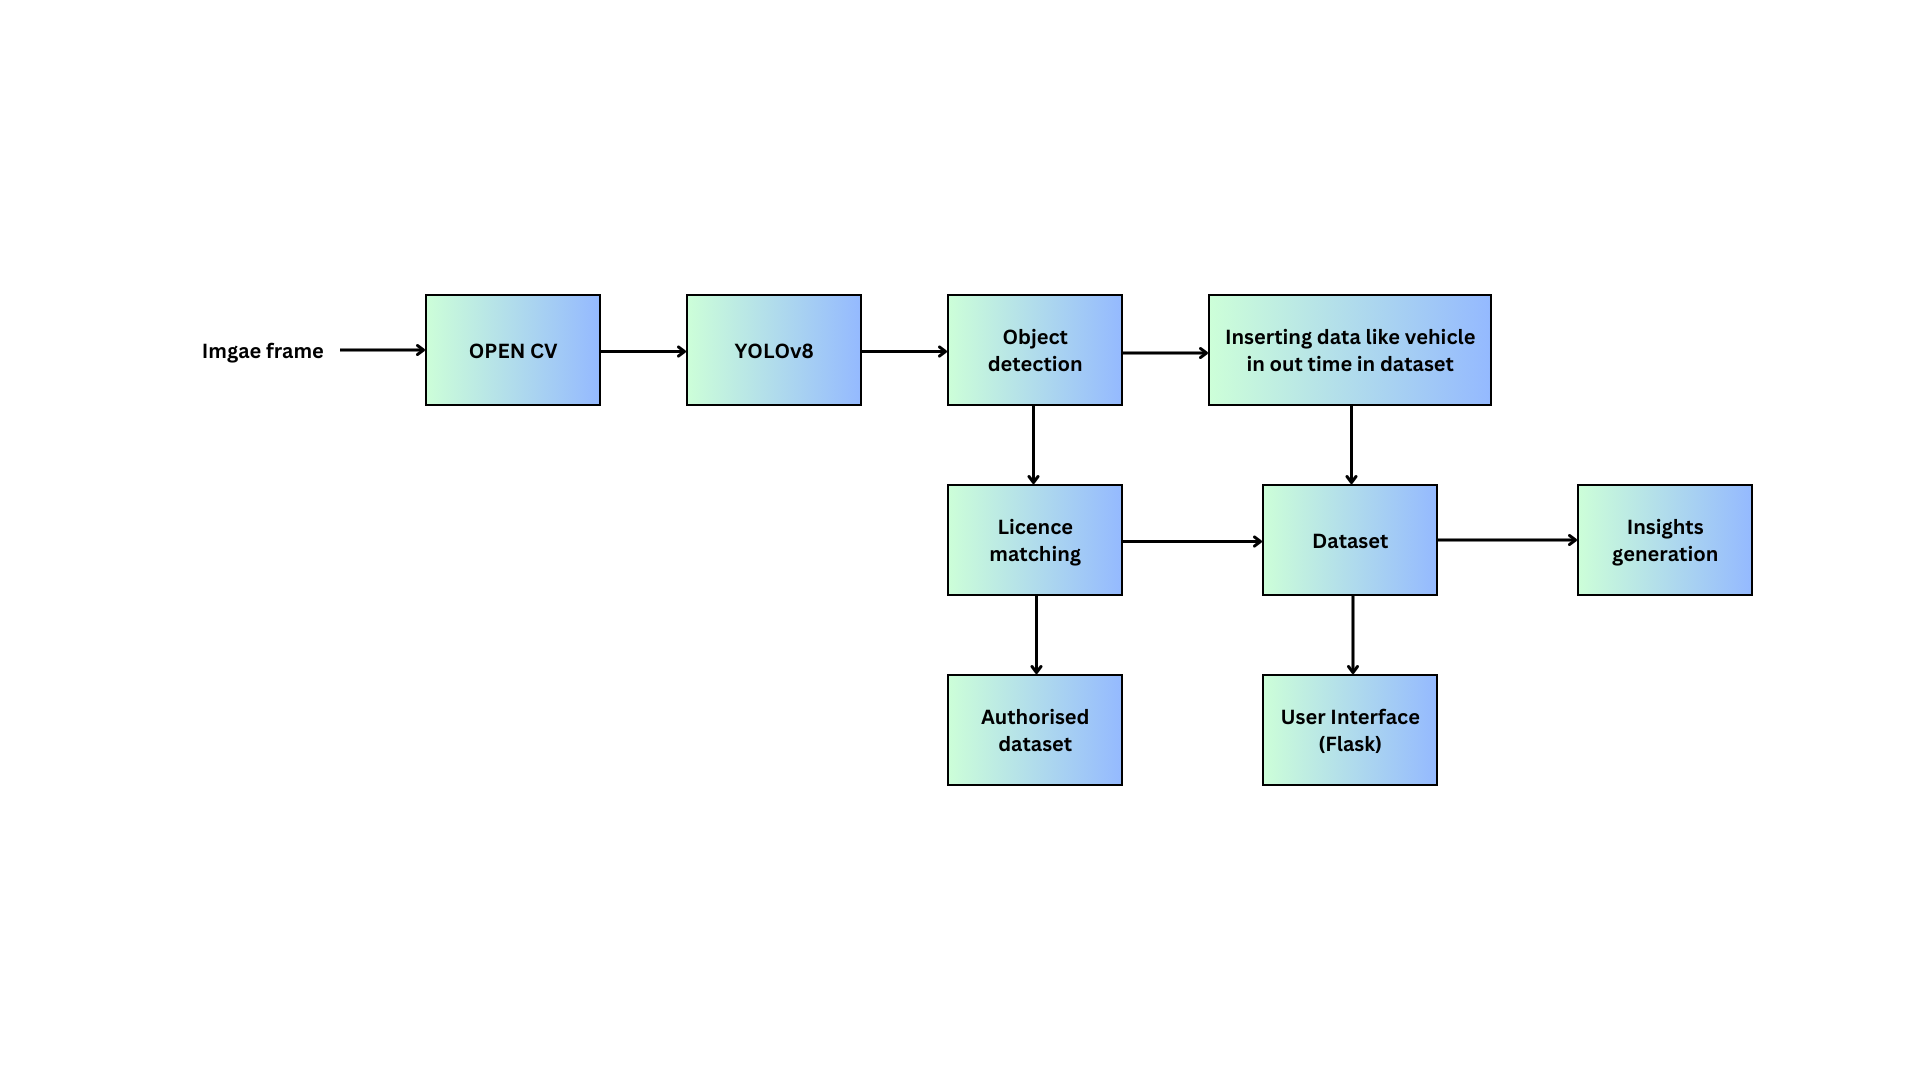 Imgae frame
OPEN CV
YOLOv8
Object
detection
Inserting data like vehicle
in out time in dataset
Licence
matching
Dataset
Insights
generation
Authorised
dataset
User Interface
(Flask)